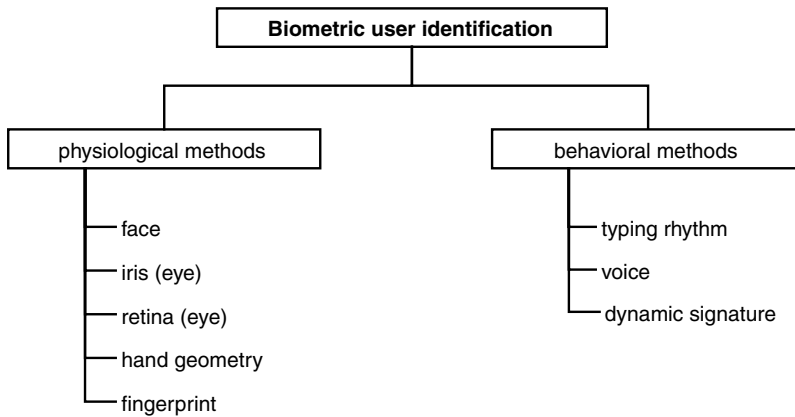 Biometric user identification
physiological methods
face
iris (eye)
retina (eye)
hand geometry
fingerprint
behavioral methods
typing rhythm
voice
dynamic signature